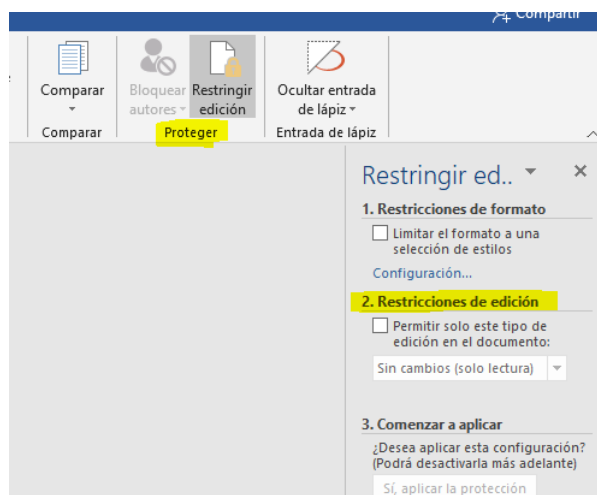 Compartir
Comparar
Bloquear Restringir
autores edición
Ocultar entrada
de lápiz
Comparar
Proteger
Entrada de lápiz
Restringir ed..
1. Restricciones de formato
Limitar el formato a una
selección de estilos
Configuración...
2. Restricciones de edición
Permitir solo este tipo de
edición en el documento:
Sin cambios (solo lectura)
3. Comenzar a aplicar
¿Desea aplicar esta configuración?
(Podrá desactivarla más adelante)
Sí, aplicar la protección